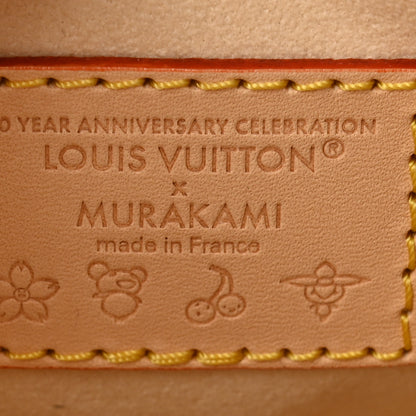 0 YEAR ANNIVERSARY CELEBRATION
LOUIS VUITTON®
x
MURAKAMI
made in France